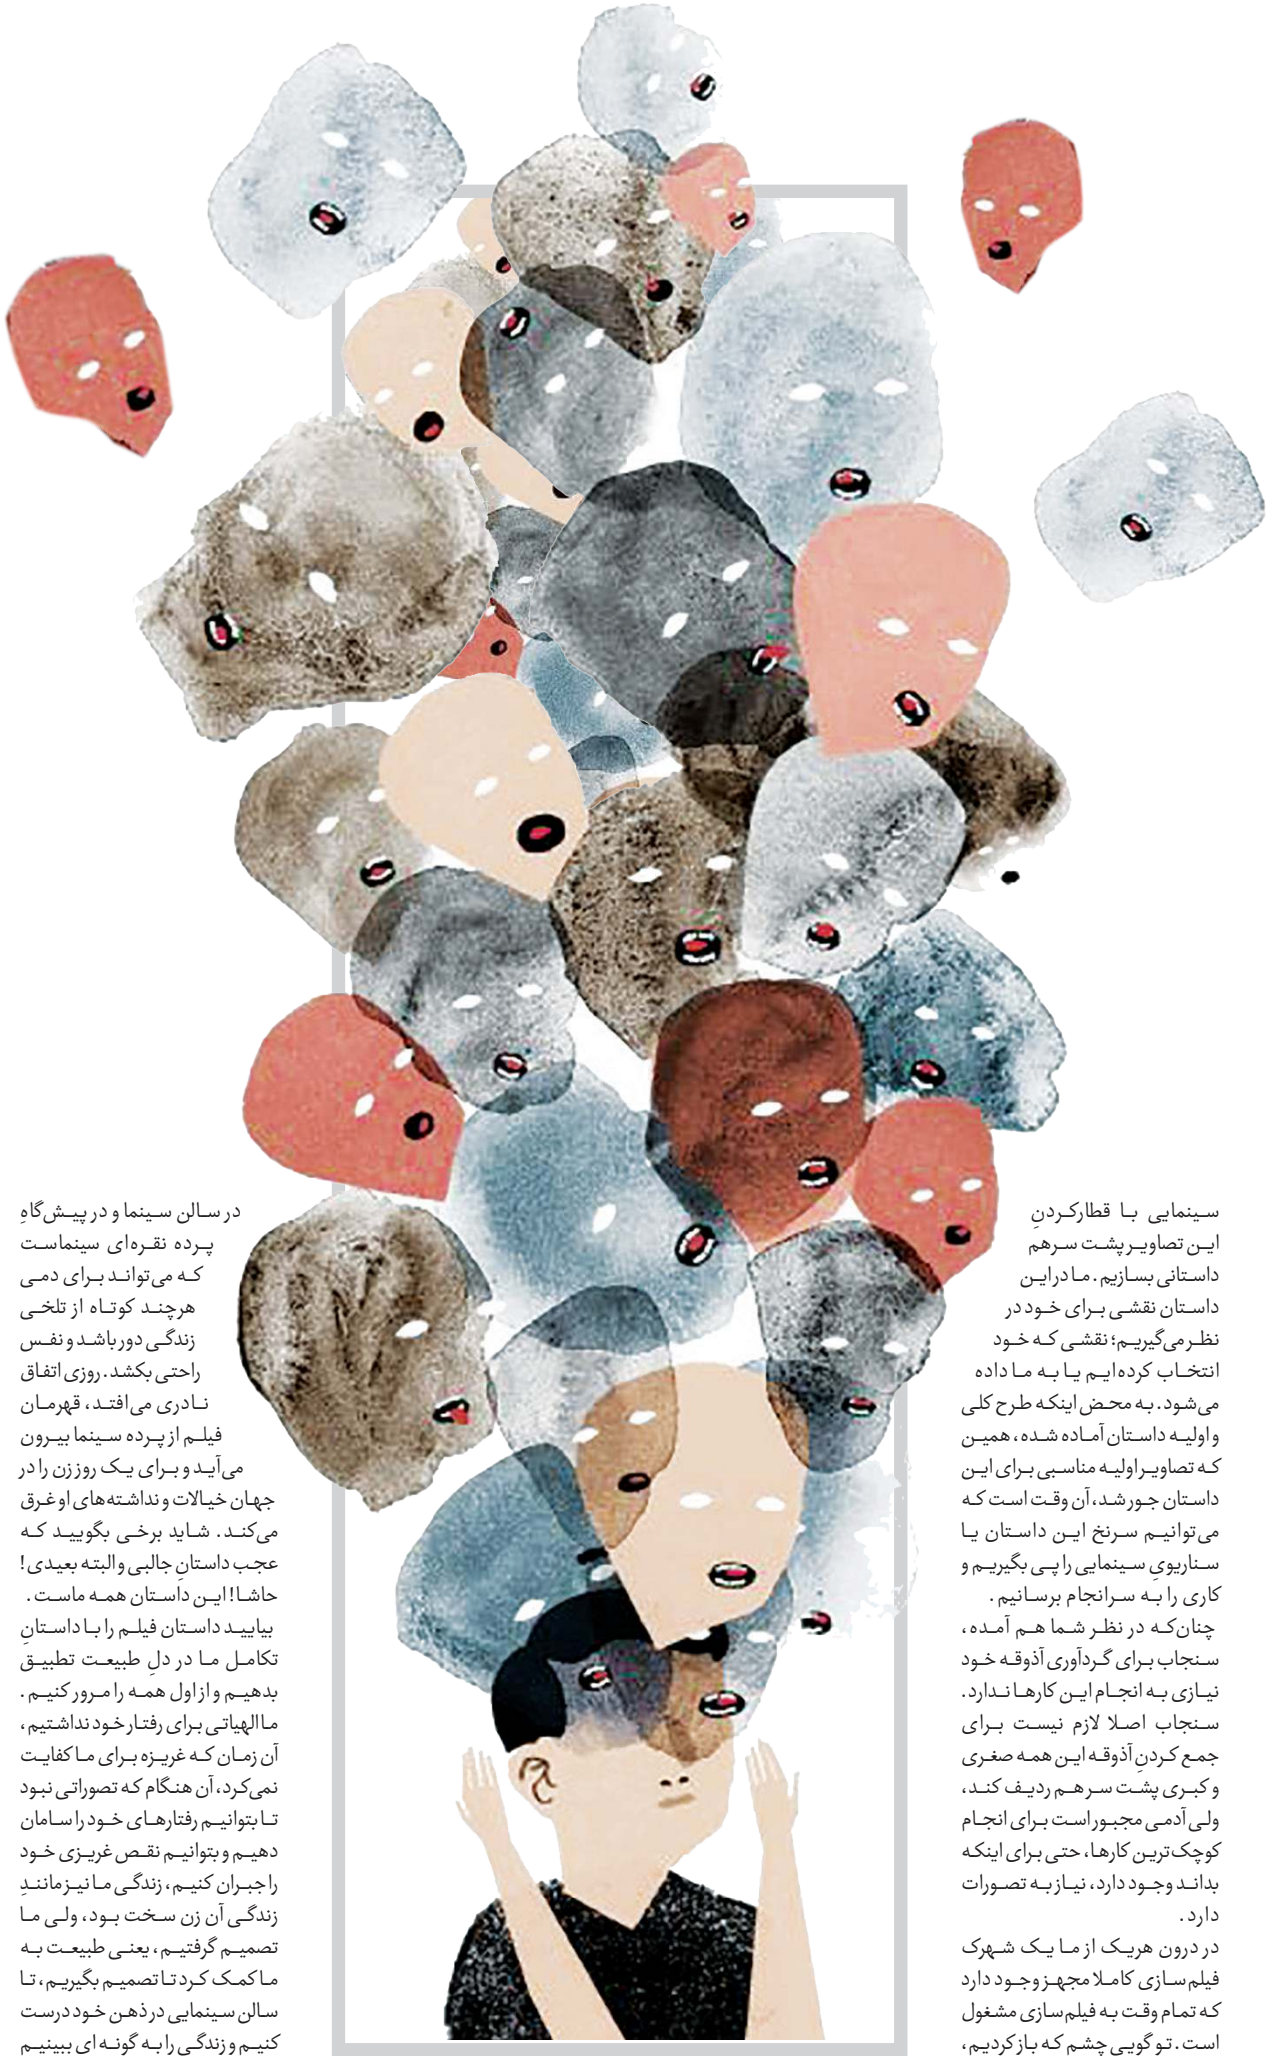 سینمایی با قطارکردنِ
این تصاویر پشت سرهم
داستانی بسازیم. ما در این
داستان نقشی برای خود در
نظر می‌گیریم؛ نقشی که خود
انتخاب کرده‌ایم یا به ما داده
می‌شود. به محض اینکه طرح کلی
و اولیه داستان آماده شده، همین
که تصاویر اولیه مناسبی برای این
داستان جور شد، آن وقت است که
می‌توانیم سرنخ این داستان یا
سناریویِ سینمایی را پی بگیریم و
کاری را به سرانجام برسانیم.
چنان‌که در نظر شما هم آمده،
سنجاب برای گردآوری آذوقه خود
نیازی به انجام این کارها ندارد.
سنجاب اصلا لازم نیست برای
جمع کردنِ آذوقه این همه صغری
و کبری پشت سر هم ردیف کند،
ولی آدمی مجبور است برای انجام
کوچک‌ترین کارها، حتی برای اینکه
بداند وجود دارد، نیاز به تصورات
دارد.
در درون هریک از ما یک شهرک
فیلم‌سازی کاملا مجهز وجود دارد
که تمام وقت به فیلم‌سازی مشغول
است. تو گویی چشم که باز کردیم،
در سالن سینما و در پیش‌گاهِ
پرده نقره‌ای سینماست
که می‌تواند برای دمی
هرچند کوتاه از تلخی
زندگی دور باشد و نفس
راحتی بکشد. روزی اتفاق
نادری می‌افتد، قهرمان
فیلم از پرده سینما بیرون
می‌آید و برای یک روز زن را در
جهان خیالات و نداشته‌های او غرق
می‌کند. شاید برخی بگویید که
عجب داستانِ جالبی و البته بعیدی!
حاشا! این داستان همه ماست.
بیایید داستان فیلم را با داستانِ
تکامل ما در دلِ طبیعت تطبیق
بدهیم و از اول همه را مرور کنیم.
ما الهیاتی برای رفتار خود نداشتیم،
آن زمان که غریزه برای ما کفایت
نمی‌کرد، آن هنگام که تصوراتی نبود
تا بتوانیم رفتارهای خود را سامان
دهیم و بتوانیم نقص غریزی خود
را جبران کنیم، زندگی ما نیز مانندِ
زندگی آن زن سخت بود، ولی ما
تصمیم گرفتیم، یعنی طبیعت به
ما کمک کرد تا تصمیم بگیریم، تا
سالن سینمایی در ذهن خود درست
کنیم و زندگی را به گونه ای ببینیم